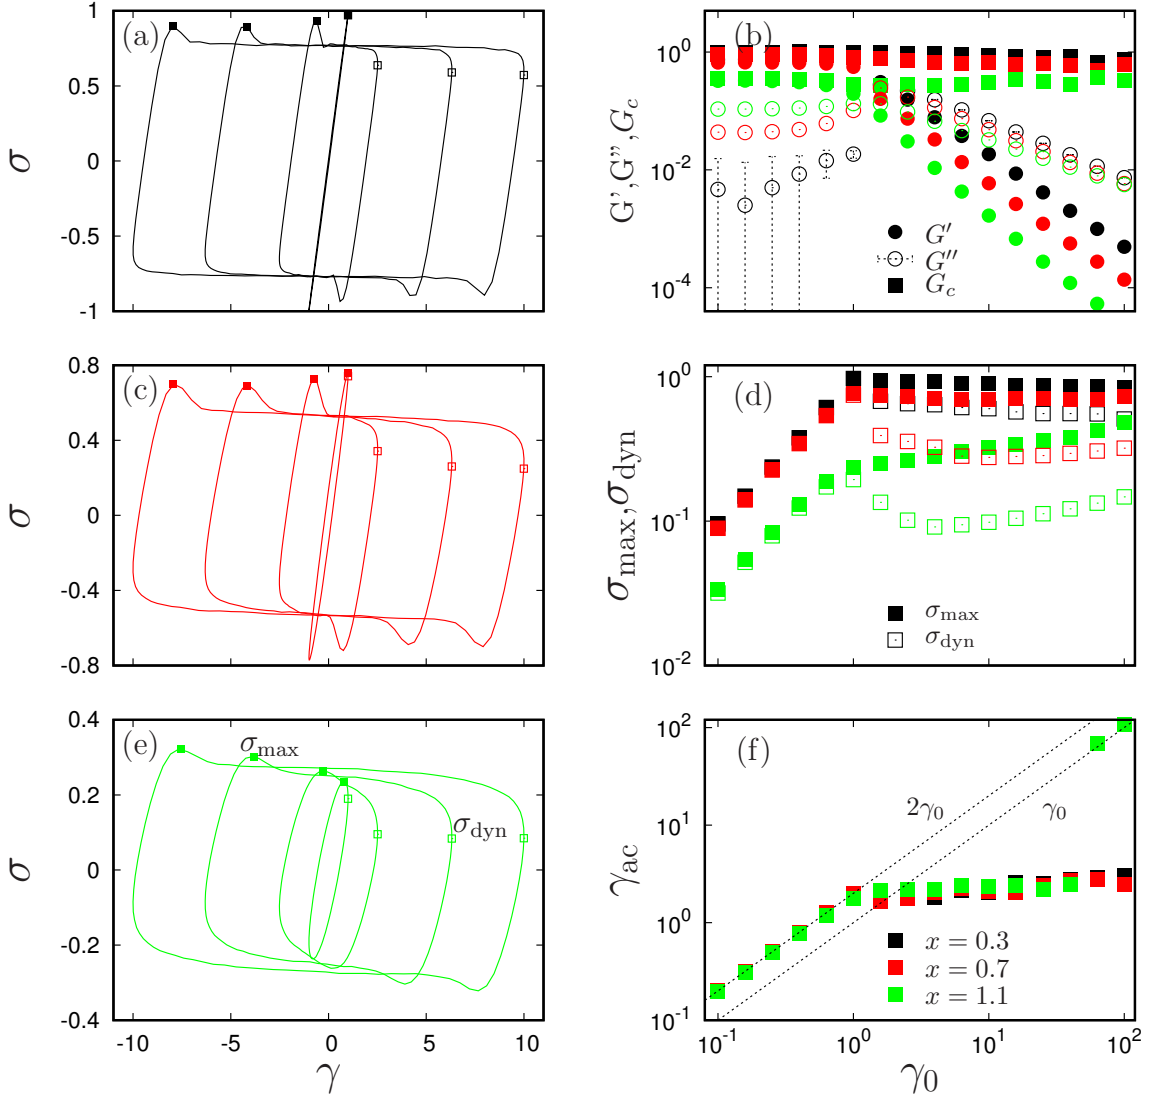 (a)
1
0.5
0
-0.5
-1
σ
(b)
10^0
10^-2
10^-4
G',G",G_c
G′
G′′
G_c
(c)
0.8
0.4
0
-0.4
-0.8
σ
(d)
10^0
10^-1
10^-2
σ_max,σ_dyn
σ_max
σ_dyn
(e)
0.4
0.2
0
-0.2
-0.4
σ
σ_max
σ_dyn
-10 -5 0 5 10
γ
(f)
10^2
10^1
10^0
10^-1
γ_ac
2γ_0
γ_0
x = 0.3
x = 0.7
x = 1.1
10^-1 10^0 10^1 10^2
γ_0